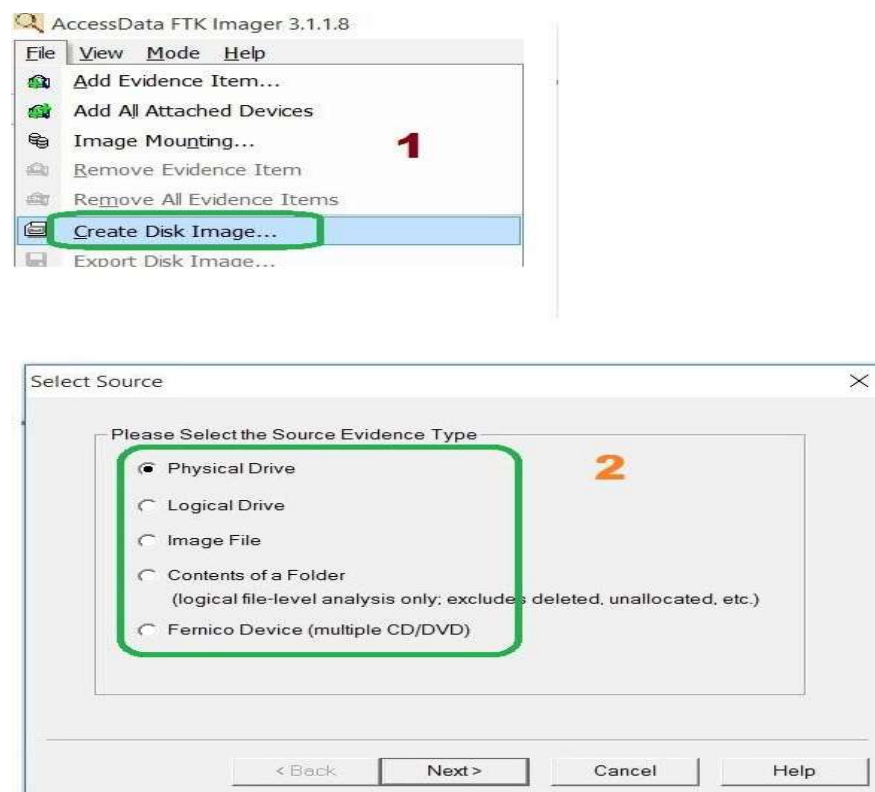 AccessData FTK Imager 3.1.1.8
File View Mode Help
Add Evidence Item...
Add All Attached Devices
Image Mounting...
1
Remove Evidence Item
Remove All Evidence Items
Create Disk Image...
Export Disk Image...
Select Source
Please Select the Source Evidence Type
Physical Drive
2
Logical Drive
Image File
Contents of a Folder
(logical file-level analysis only; excludes deleted, unallocated, etc.)
Fernico Device (multiple CD/DVD)
< Back Next > Cancel Help